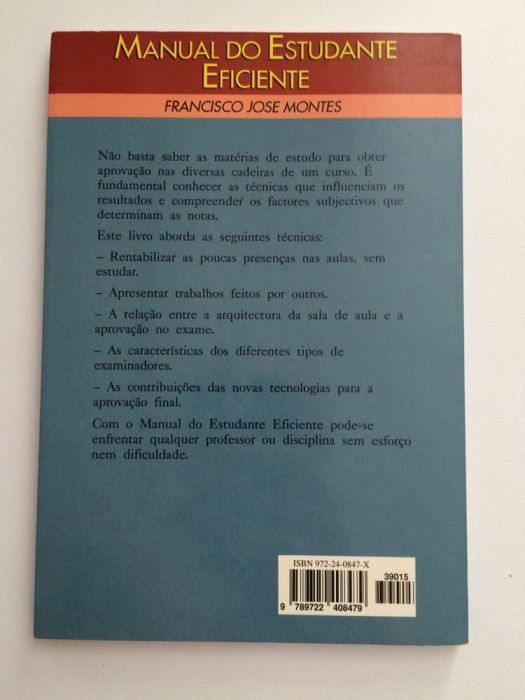 MANUAL DO ESTUDANTE
EFICIENTE
FRANCISCO JOSE MONTES
Não basta saber as matérias de estudo para obter
aprovação nas diversas cadeiras de um curso. É
fundamental conhecer as técnicas que influenciam os
resultados e compreender os factores subjectivos que
determinam as notas.
Este livro aborda as seguintes técnicas:
– Rentabilizar as poucas presenças nas aulas, sem
estudar.
– Apresentar trabalhos feitos por outros.
– A relação entre a arquitectura da sala de aula e a
aprovação no exame.
– As características dos diferentes tipos de
examinadores.
– As contribuições das novas tecnologias para a
aprovação final.
Com o Manual do Estudante Eficiente pode-se
enfrentar qualquer professor ou disciplina sem esforço
nem dificuldade.
ISBN 972-24-0847-X
39015
9 789722 408479